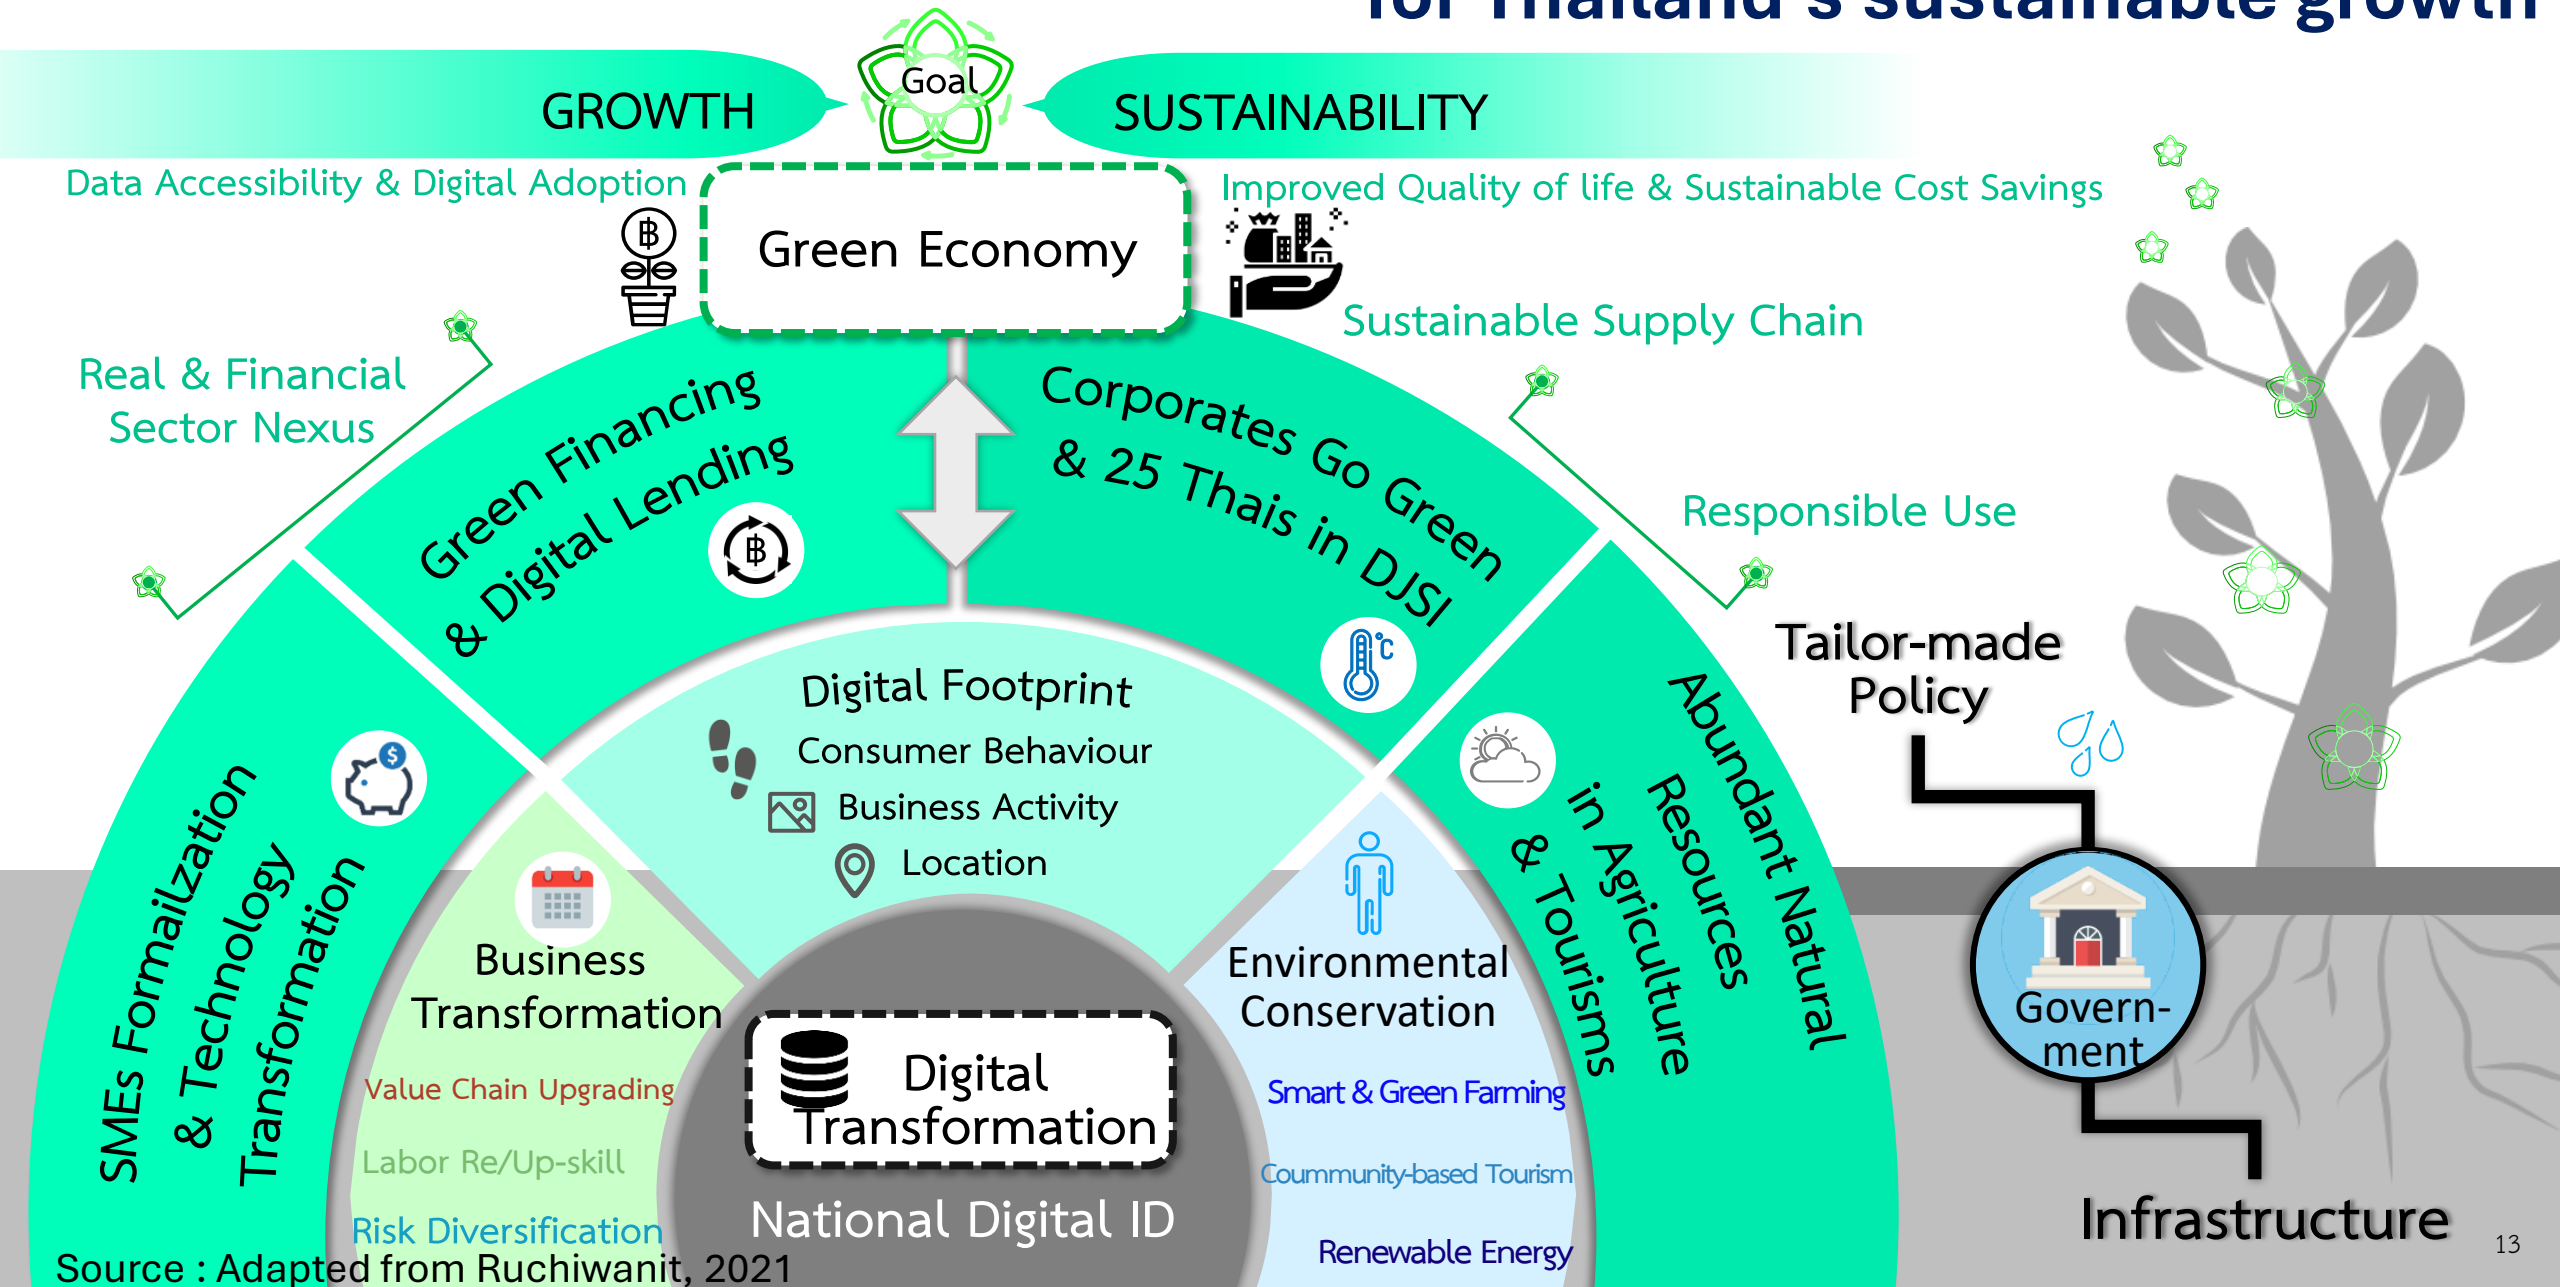 for Thailand's sustainable growth
Goal
GROWTH
SUSTAINABILITY
Data Accessibility & Digital Adoption
Improved Quality of life & Sustainable Cost Savings
Green Economy
Sustainable Supply Chain
Real & Financial
Sector Nexus
Green Financing
& Digital Lending
Corporates Go Green
& 25 Thais in DJSI
Responsible Use
Tailor-made
Policy
SMEs Formailzation
& Technology
Transformation
Digital Footprint
Consumer Behaviour
Business Activity
Location
Abundant Natural
Resources
in Agriculture
& Tourisms
Business
Transformation
Value Chain Upgrading
Labor Re/Up-skill
Risk Diversification
Environmental
Conservation
Smart & Green Farming
Coummunity-based Tourism
Renewable Energy
Digital
Transformation
National Digital ID
Govern-
ment
Infrastructure
Source : Adapted from Ruchiwanit, 2021
13